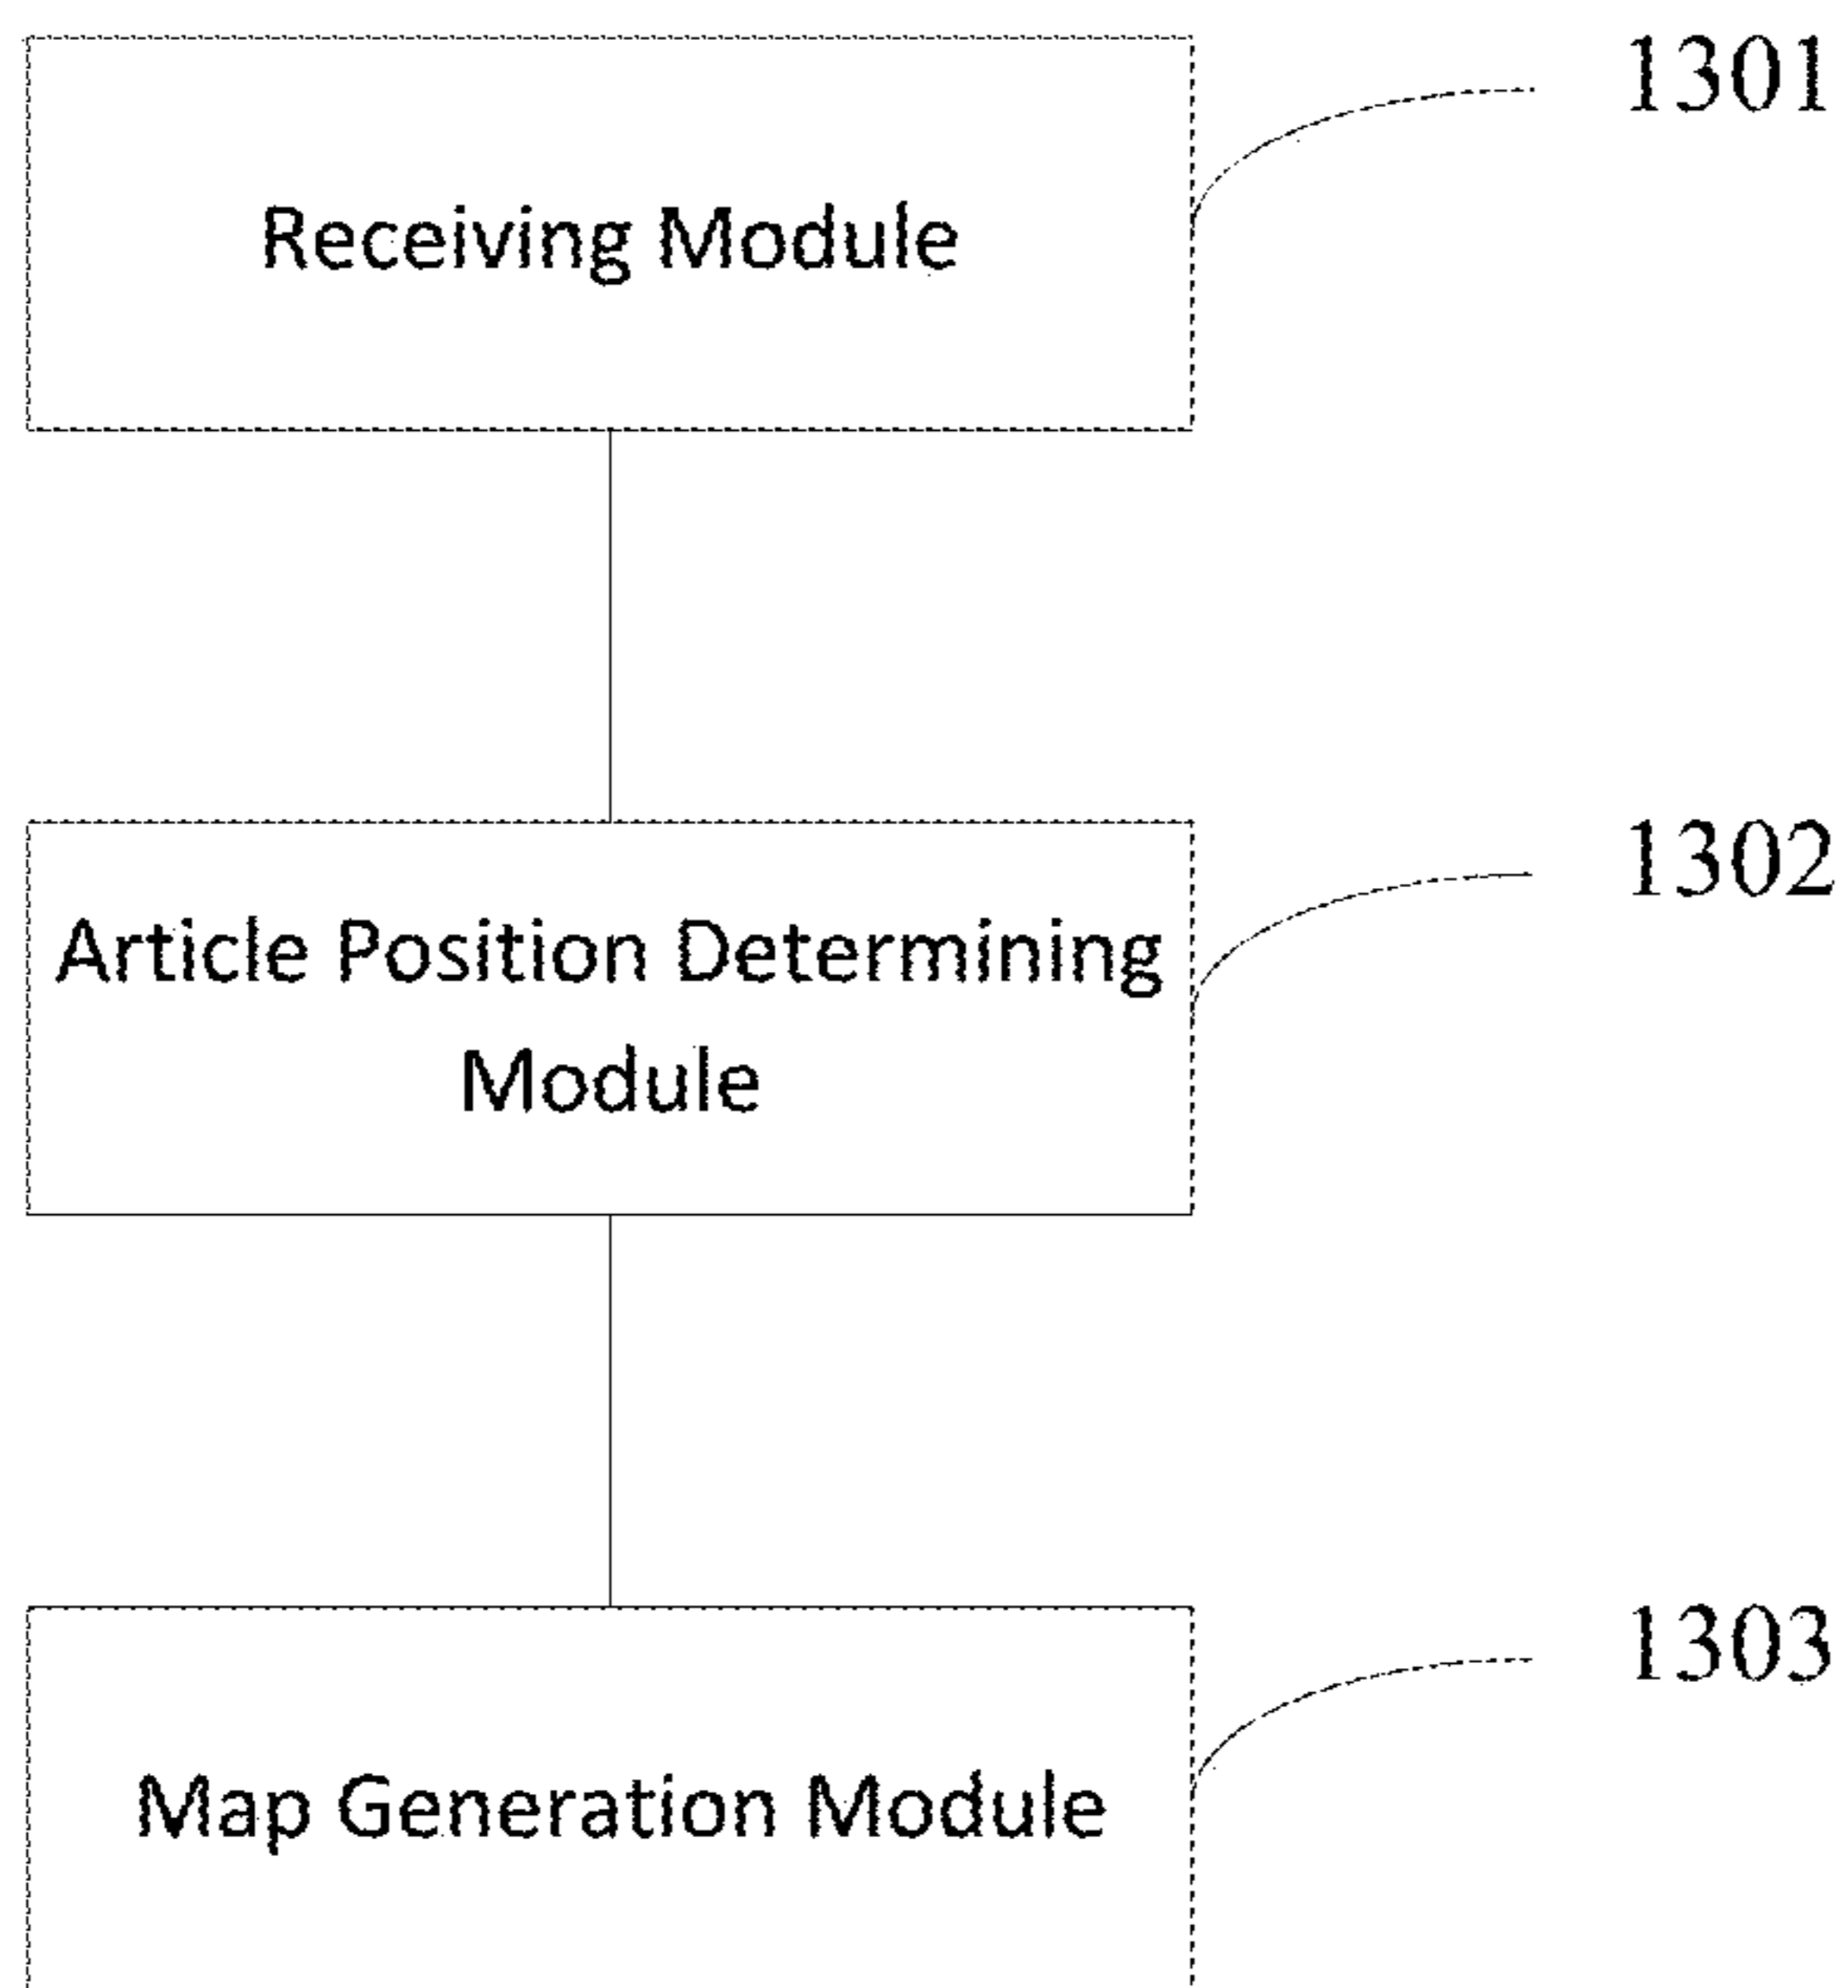 Receiving Module
1301
Article Position Determining
Module
1302
Map Generation Module
1303